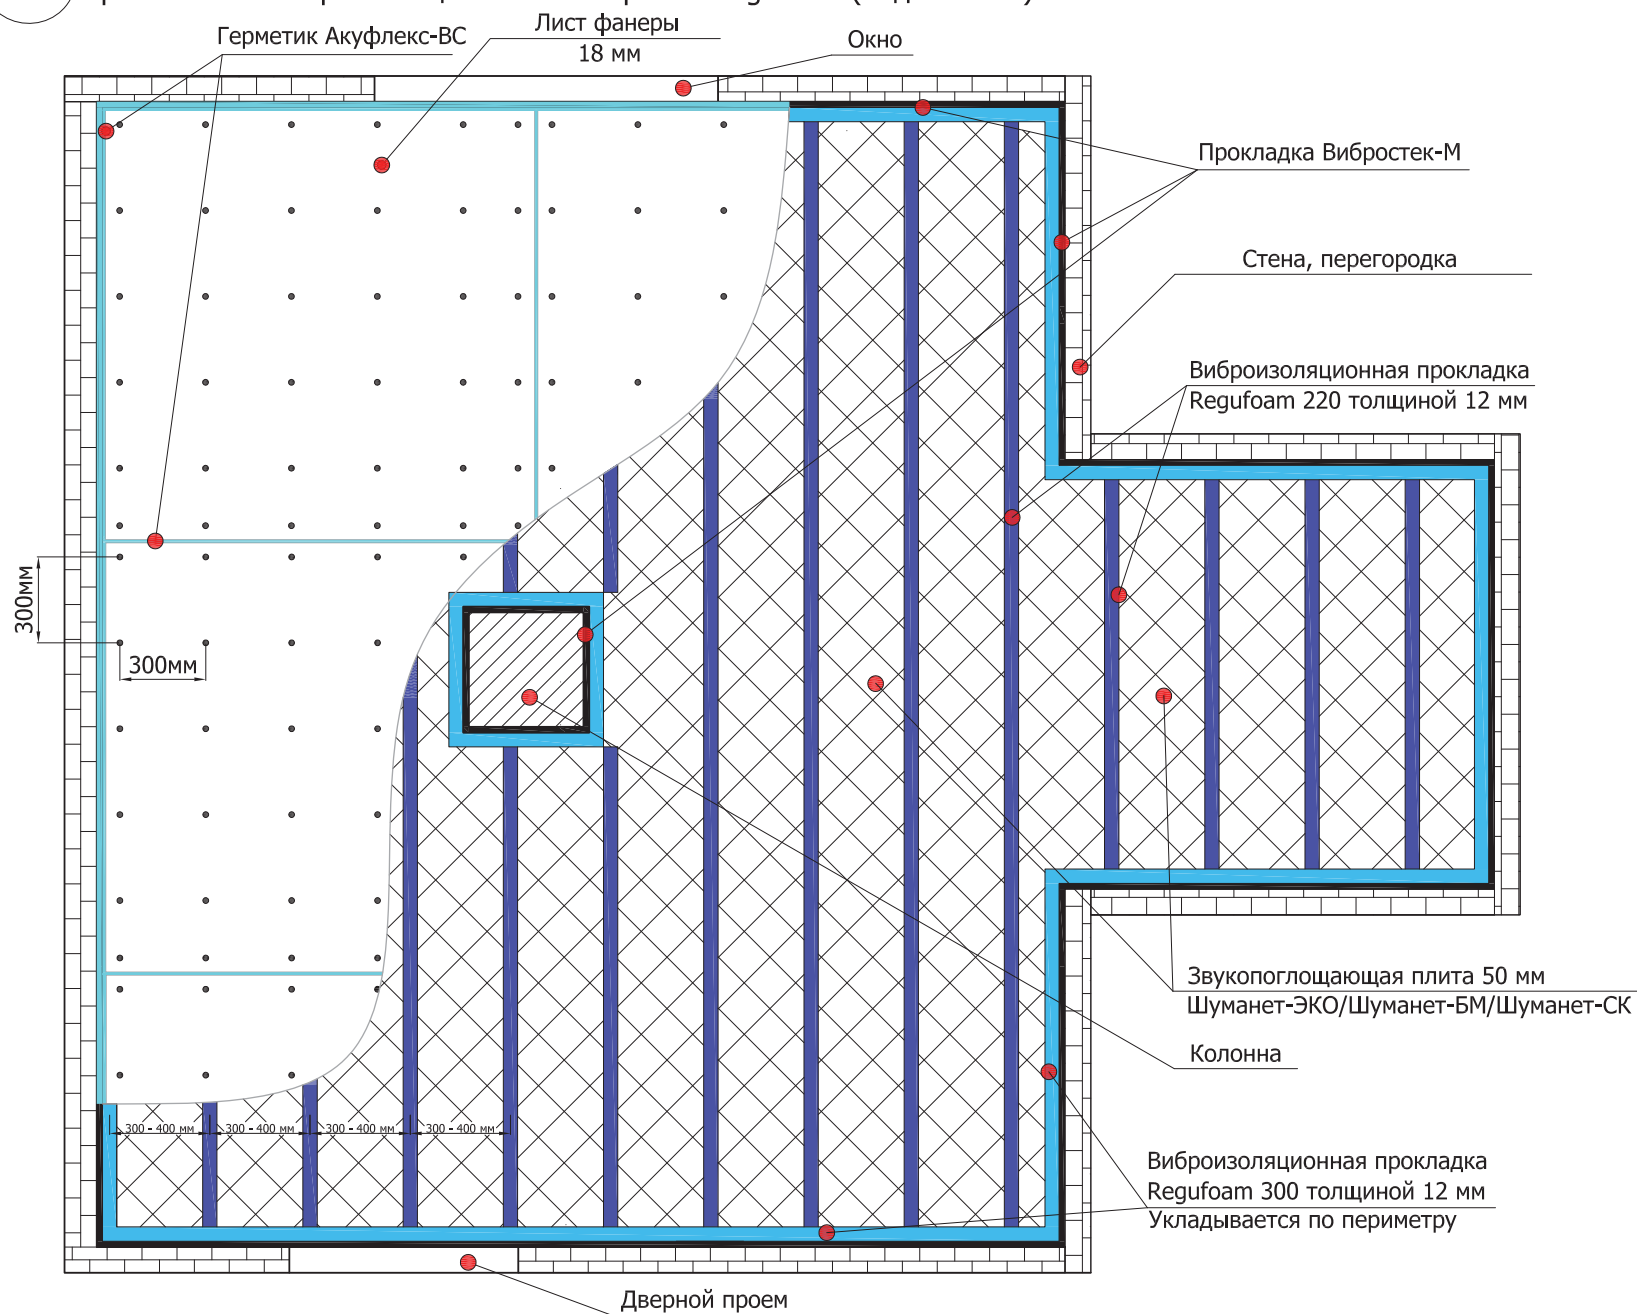 Герметик Акуфлекс-ВС
Лист фанеры
18 мм
Окно
Прокладка Вибростек-М
Стена, перегородка
Виброизоляционная прокладка
Regufoam 220 толщиной 12 мм
300мм
300мм
Звукопоглощающая плита 50 мм
Шуманет-ЭКО/Шуманет-БМ/Шуманет-СК
Колонна
300 - 400 мм
300 - 400 мм
300 - 400 мм
300 - 400 мм
Виброизоляционная прокладка
Regufoam 300 толщиной 12 мм
Укладывается по периметру
Дверной проем